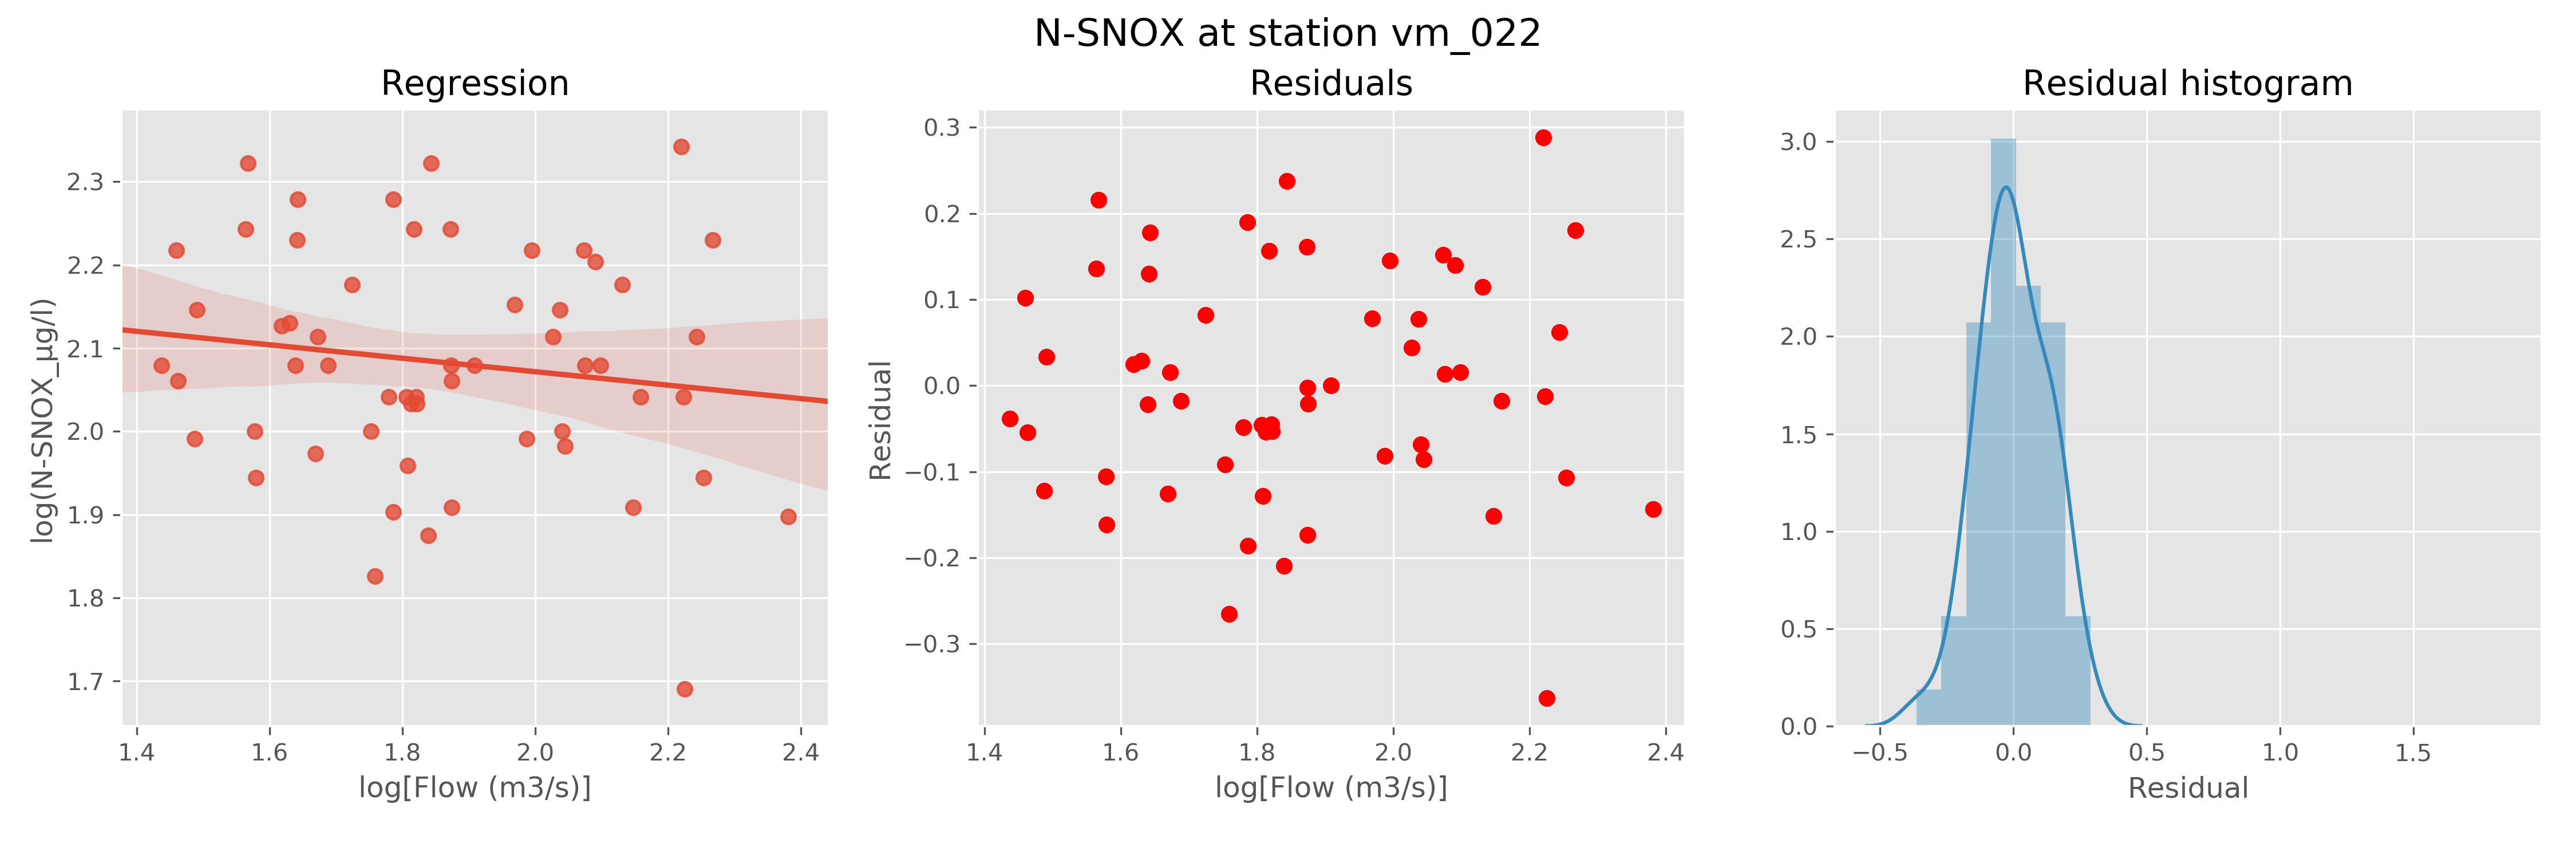 N-SNOX at station vm_022
Regression
log(N-SNOX_µg/l)
2.3
2.2
2.1
2.0
1.9
1.8
1.7
1.4 1.6 1.8 2.0 2.2 2.4
log[Flow (m3/s)]
Residuals
Residual
0.3
0.2
0.1
0.0
−0.1
−0.2
−0.3
1.4 1.6 1.8 2.0 2.2 2.4
log[Flow (m3/s)]
Residual histogram
3.0
2.5
2.0
1.5
1.0
0.5
0.0
−0.5 0.0 0.5 1.0 1.5
Residual